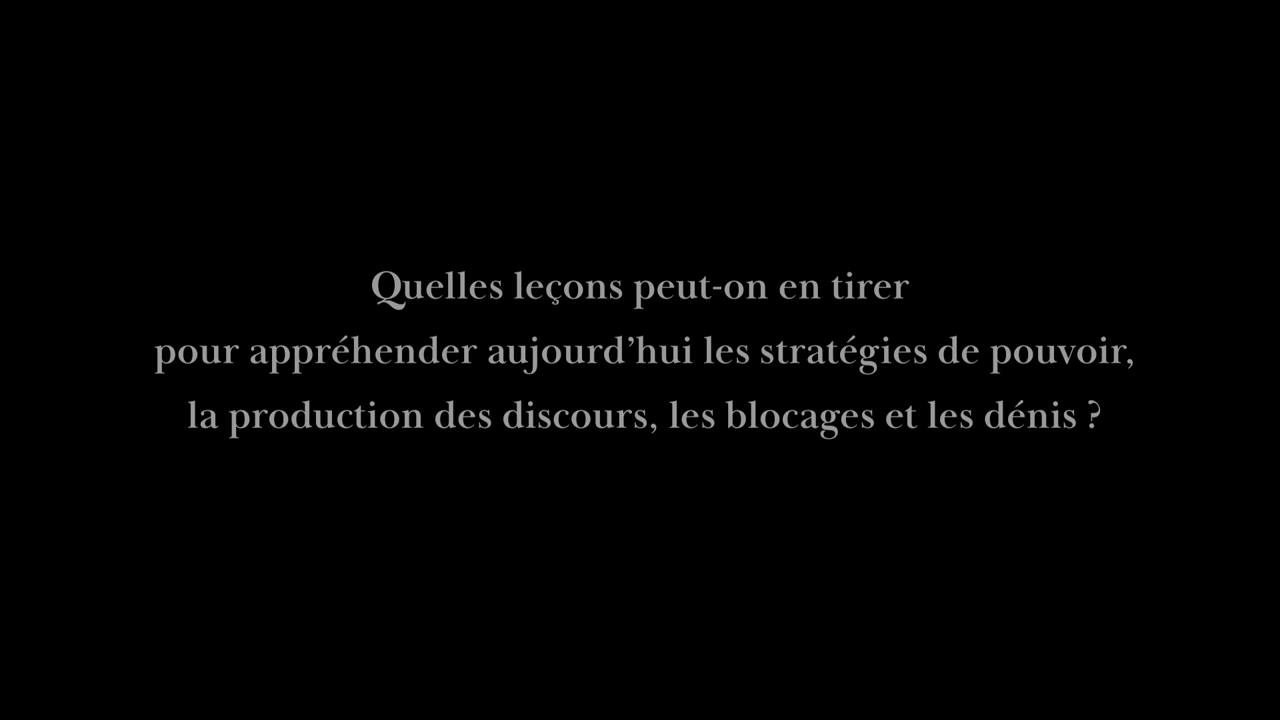 Quelles leçons peut-on en tirer
pour appréhender aujourd’hui les stratégies de pouvoir,
la production des discours, les blocages et les dénis ?